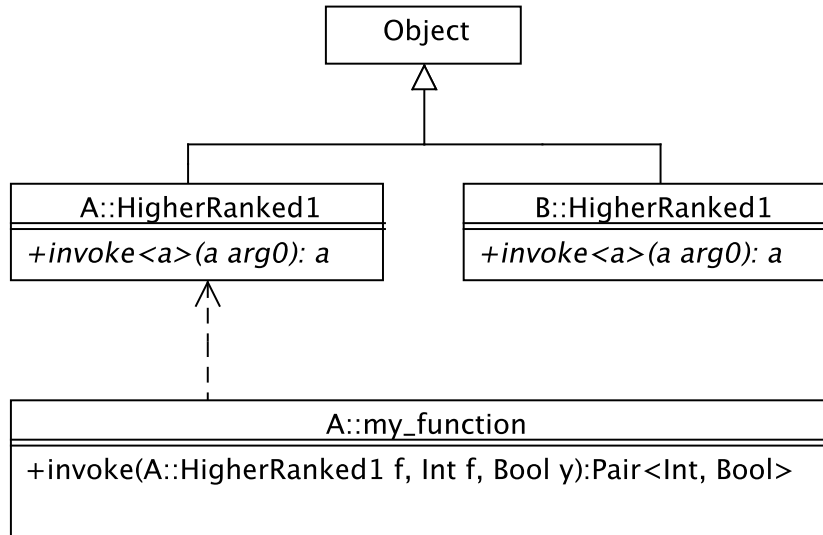 Object
A::HigherRanked1
+invoke<a>(a arg0): a
B::HigherRanked1
+invoke<a>(a arg0): a
A::my_function
+invoke(A::HigherRanked1 f, Int f, Bool y):Pair<Int, Bool>